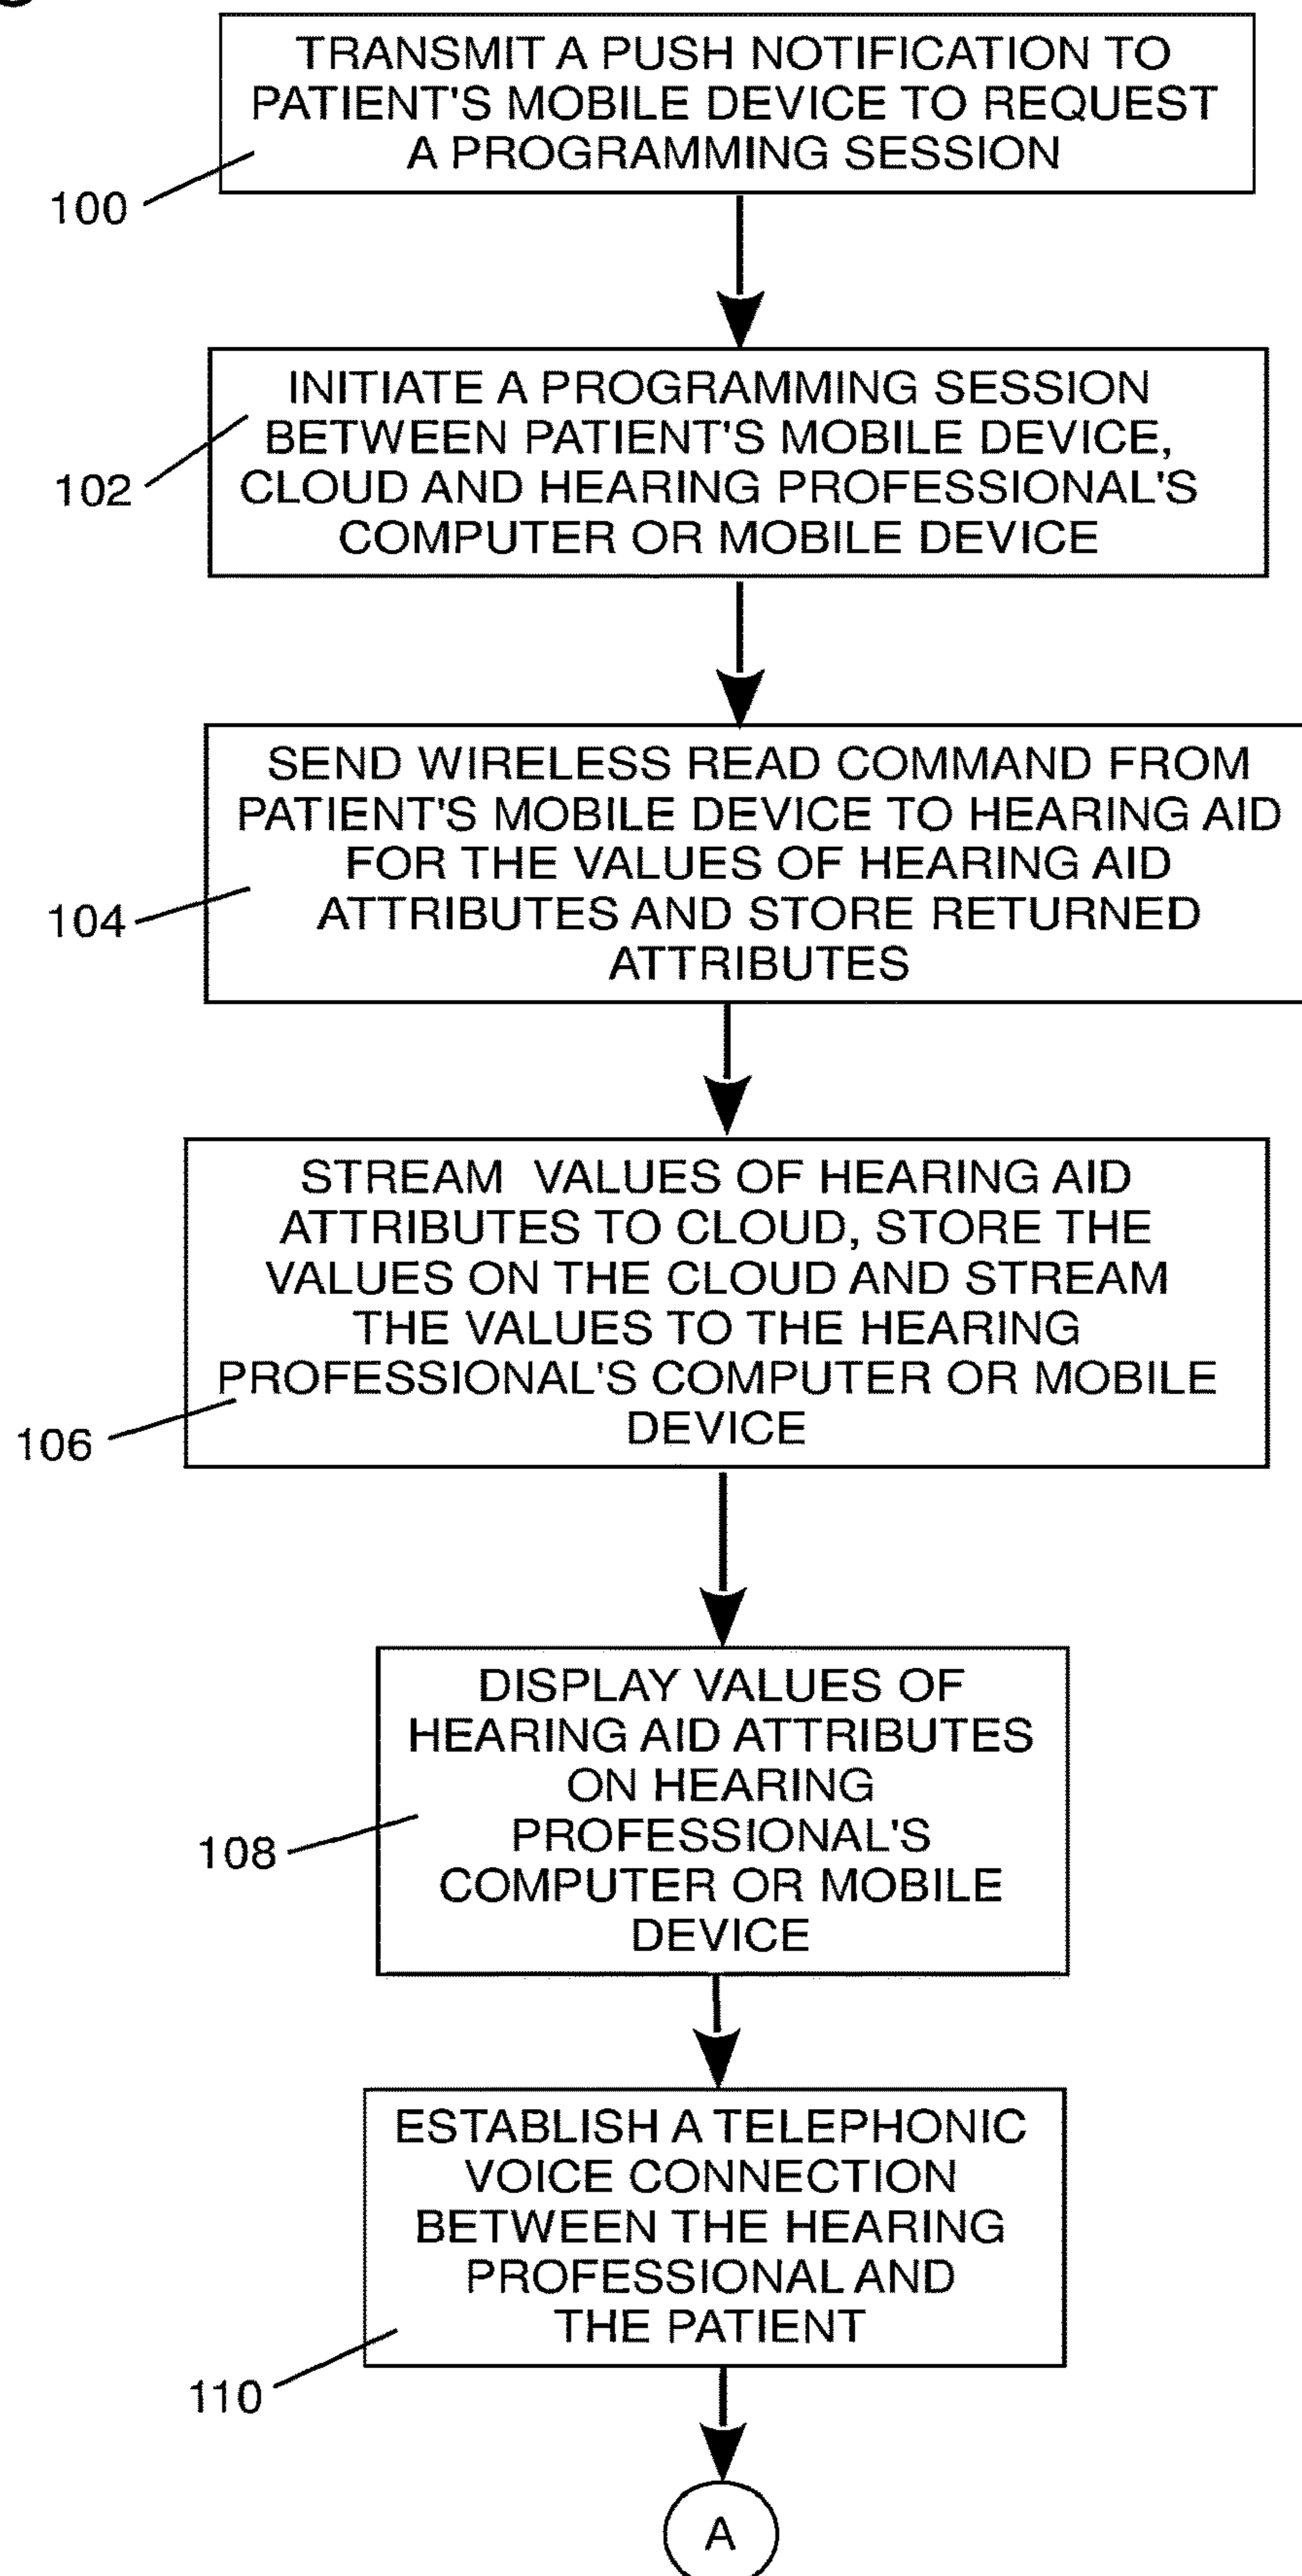 TRANSMIT A PUSH NOTIFICATION TO
PATIENT'S MOBILE DEVICE TO REQUEST
A PROGRAMMING SESSION
100
INITIATE A PROGRAMMING SESSION
BETWEEN PATIENT'S MOBILE DEVICE,
CLOUD AND HEARING PROFESSIONAL'S
COMPUTER OR MOBILE DEVICE
102
SEND WIRELESS READ COMMAND FROM
PATIENT'S MOBILE DEVICE TO HEARING AID
FOR THE VALUES OF HEARING AID
ATTRIBUTES AND STORE RETURNED
ATTRIBUTES
104
STREAM VALUES OF HEARING AID
ATTRIBUTES TO CLOUD, STORE THE
VALUES ON THE CLOUD AND STREAM
THE VALUES TO THE HEARING
PROFESSIONAL'S COMPUTER OR MOBILE
DEVICE
106
DISPLAY VALUES OF
HEARING AID ATTRIBUTES
ON HEARING
PROFESSIONAL'S
COMPUTER OR MOBILE
DEVICE
108
ESTABLISH A TELEPHONIC
VOICE CONNECTION
BETWEEN THE HEARING
PROFESSIONAL AND
THE PATIENT
110
A